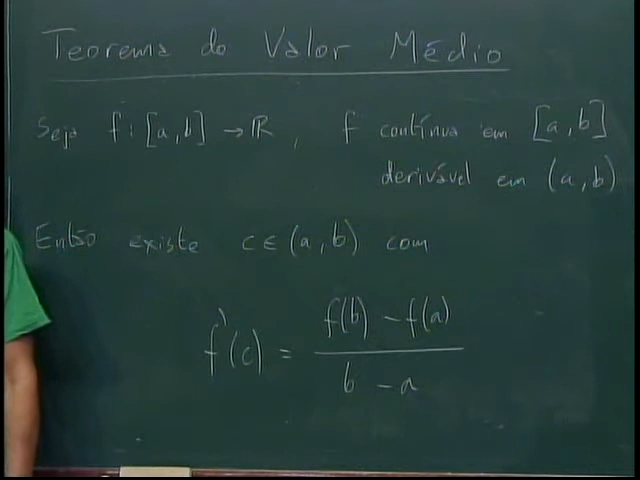 Teorema do Valor Médio
Seja f: [a,b] → ℝ, f contínua em [a,b]
derivável em (a,b)
Então existe c ∈ (a,b) com
f'(c) = (f(b) - f(a)) / (b - a)